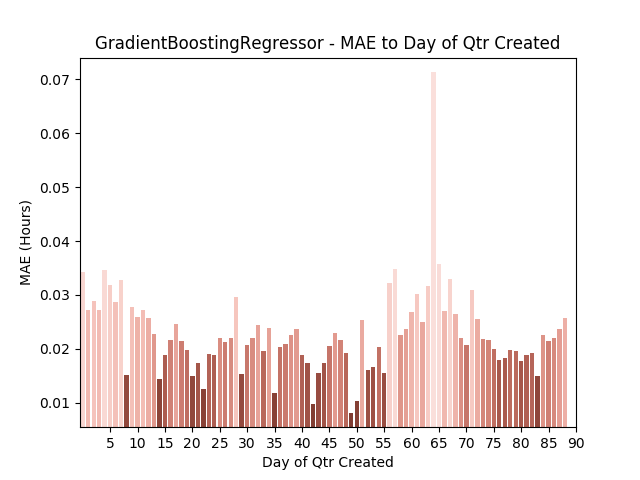 GradientBoostingRegressor - MAE to Day of Qtr Created
0.07
0.06
0.05
0.04
0.03
0.02
0.01
MAE (Hours)
5 10 15 20 25 30 35 40 45 50 55 60 65 70 75 80 85 90
Day of Qtr Created